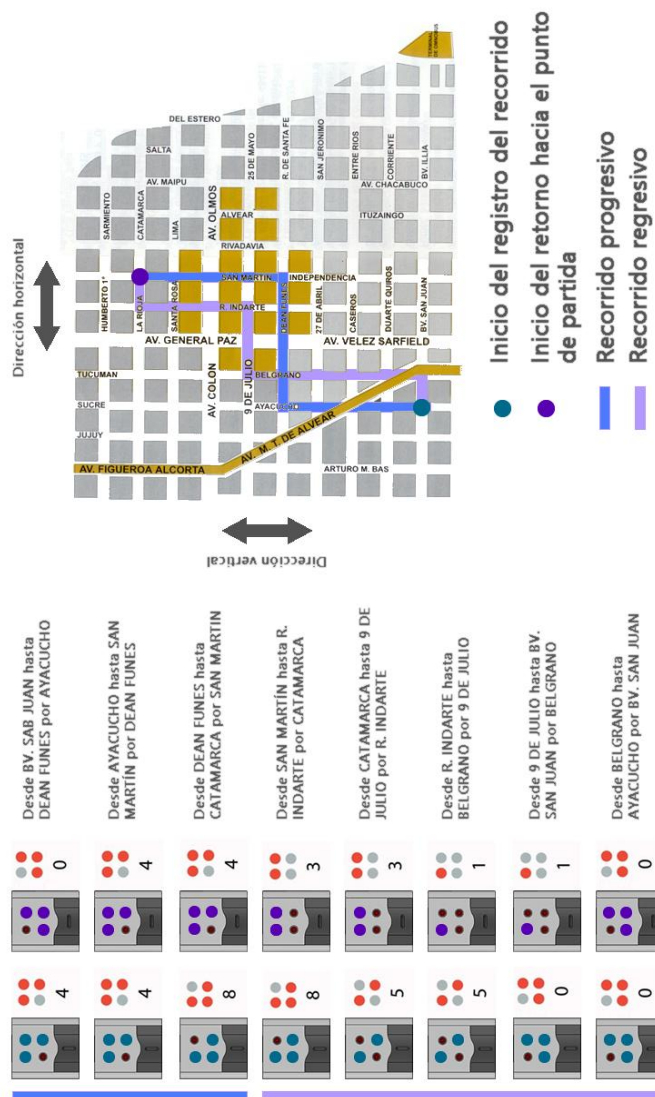 Dirección horizontal
SARMIENTO
CATAMARCA
LIMA
SALTA
AV. MAIPU
DEL ESTERO
AV. OLMOS
ALVEAR
RIVADAVIA
25 DE MAYO
R. DE SANTA FE
SAN JERONIMO
ENTRE RIOS
CORRIENTE
BV. ILLIA
AV. CHACABUCO
ITUZAINGO
TERMINAL
DE OMNIBUS
HUMBERTO 1°
LA RIOJA
SANTA ROSA
SAN MARTIN
INDEPENDENCIA
R. INDARTE
DEAN FUNES
27 DE ABRIL
CASEROS
DUARTE QUIROS
BV. SAN JUAN
AV. GENERAL PAZ
AV. VELEZ SARFIELD
TUCUMAN
SUCRE
JUJUY
AV. COLON
9 DE JULIO
BELGRANO
AYACUCHO
AV. FIGUEROA ALCORTA
AV. M. T. DE ALVEAR
ARTURO M. BAS
Dirección vertical
Inicio del registro del recorrido
Inicio del retorno hacia el punto
de partida
Recorrido progresivo
Recorrido regresivo
4
0
Desde BV. SAB JUAN hasta
DEAN FUNES por AYACUCHO
4
4
Desde AYACUCHO hasta SAN
MARTÍN por DEAN FUNES
8
4
Desde DEAN FUNES hasta
CATAMARCA por SAN MARTIN
8
3
Desde SAN MARTÍN hasta R.
INDARTE por CATAMARCA
5
3
Desde CATAMARCA hasta 9 DE
JULIO por R. INDARTE
5
1
Desde R. INDARTE hasta
BELGRANO por 9 DE JULIO
0
1
Desde 9 DE JULIO hasta BV.
SAN JUAN por BELGRANO
0
0
Desde BELGRANO hasta
AYACUCHO por BV. SAN JUAN